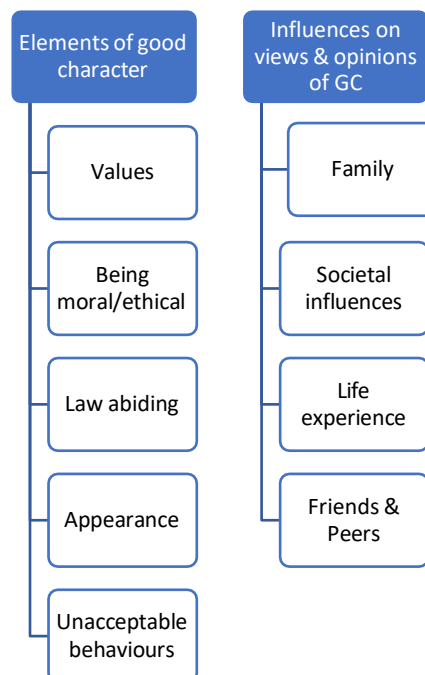 Elements of good
character
Values
Being
moral/ethical
Law abiding
Appearance
Unacceptable
behaviours
Influences on
views & opinions
of GC
Family
Societal
influences
Life
experience
Friends &
Peers